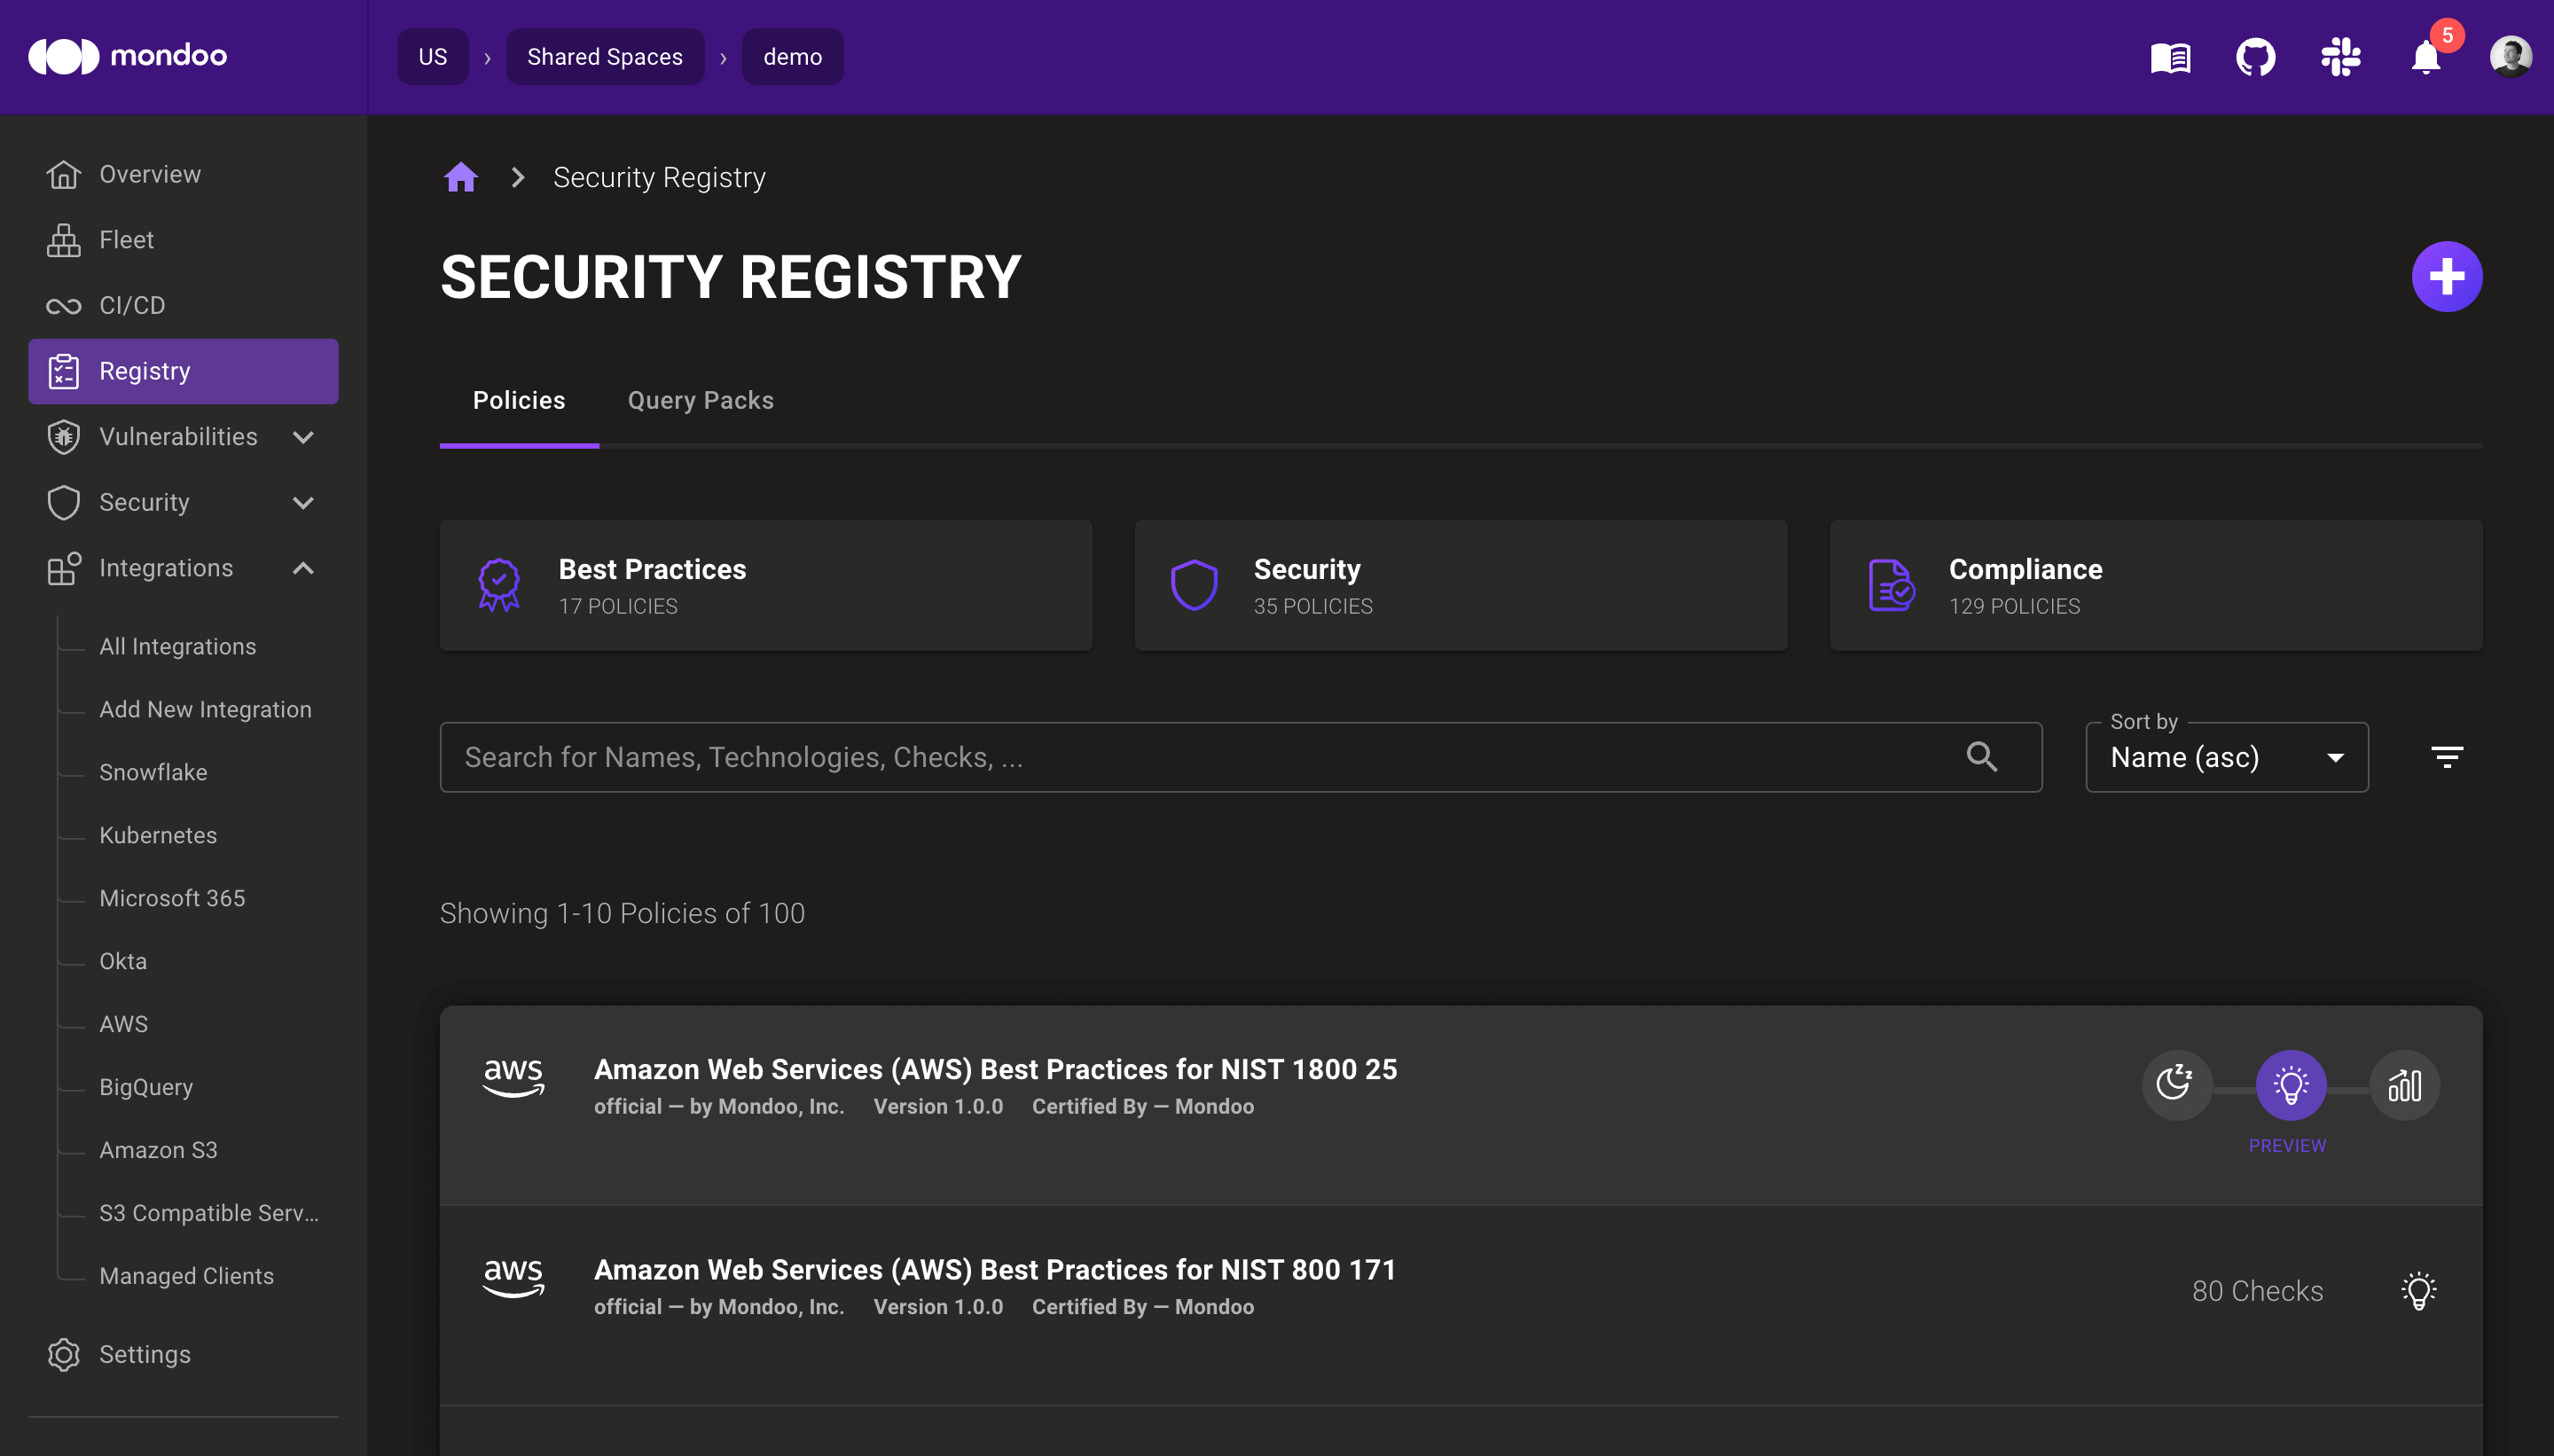 mondoo
US › Shared Spaces › demo
5
Overview
Fleet
CI/CD
Registry
Vulnerabilities
Security
Integrations
All Integrations
Add New Integration
Snowflake
Kubernetes
Microsoft 365
Okta
AWS
BigQuery
Amazon S3
S3 Compatible Serv...
Managed Clients
Settings
Security Registry
SECURITY REGISTRY
Policies
Query Packs
Best Practices
17 POLICIES
Security
35 POLICIES
Compliance
129 POLICIES
Search for Names, Technologies, Checks, ...
Sort by
Name (asc)
Showing 1-10 Policies of 100
aws
Amazon Web Services (AWS) Best Practices for NIST 1800 25
official — by Mondoo, Inc. Version 1.0.0 Certified By — Mondoo
z z z
PREVIEW
aws
Amazon Web Services (AWS) Best Practices for NIST 800 171
official — by Mondoo, Inc. Version 1.0.0 Certified By — Mondoo
80 Checks